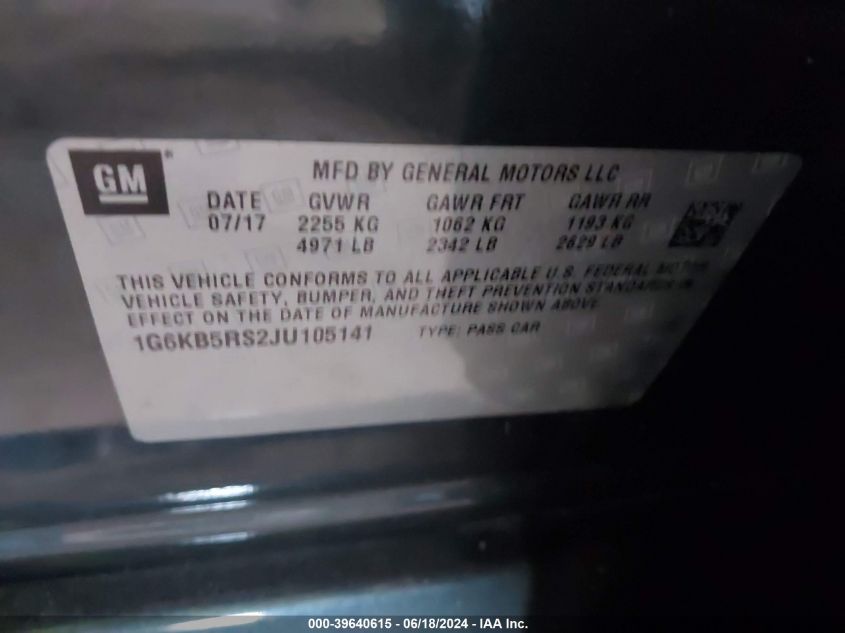 GM ® MFD BY GENERAL MOTORS LLC
DATE GVWR GAWR FRT GAWR RR
07/17 2255 KG 1062 KG 1193 KG
4971 LB 2342 LB 2629 LB
THIS VEHICLE CONFORMS TO ALL APPLICABLE U.S. FEDERAL MOTOR
VEHICLE SAFETY, BUMPER, AND THEFT PREVENTION STANDARDS IN
EFFECT ON THE DATE OF MANUFACTURE SHOWN ABOVE
1G6KB5RS2JU105141 TYPE: PASS CAR
000-39640615 - 06/18/2024 - IAA Inc.